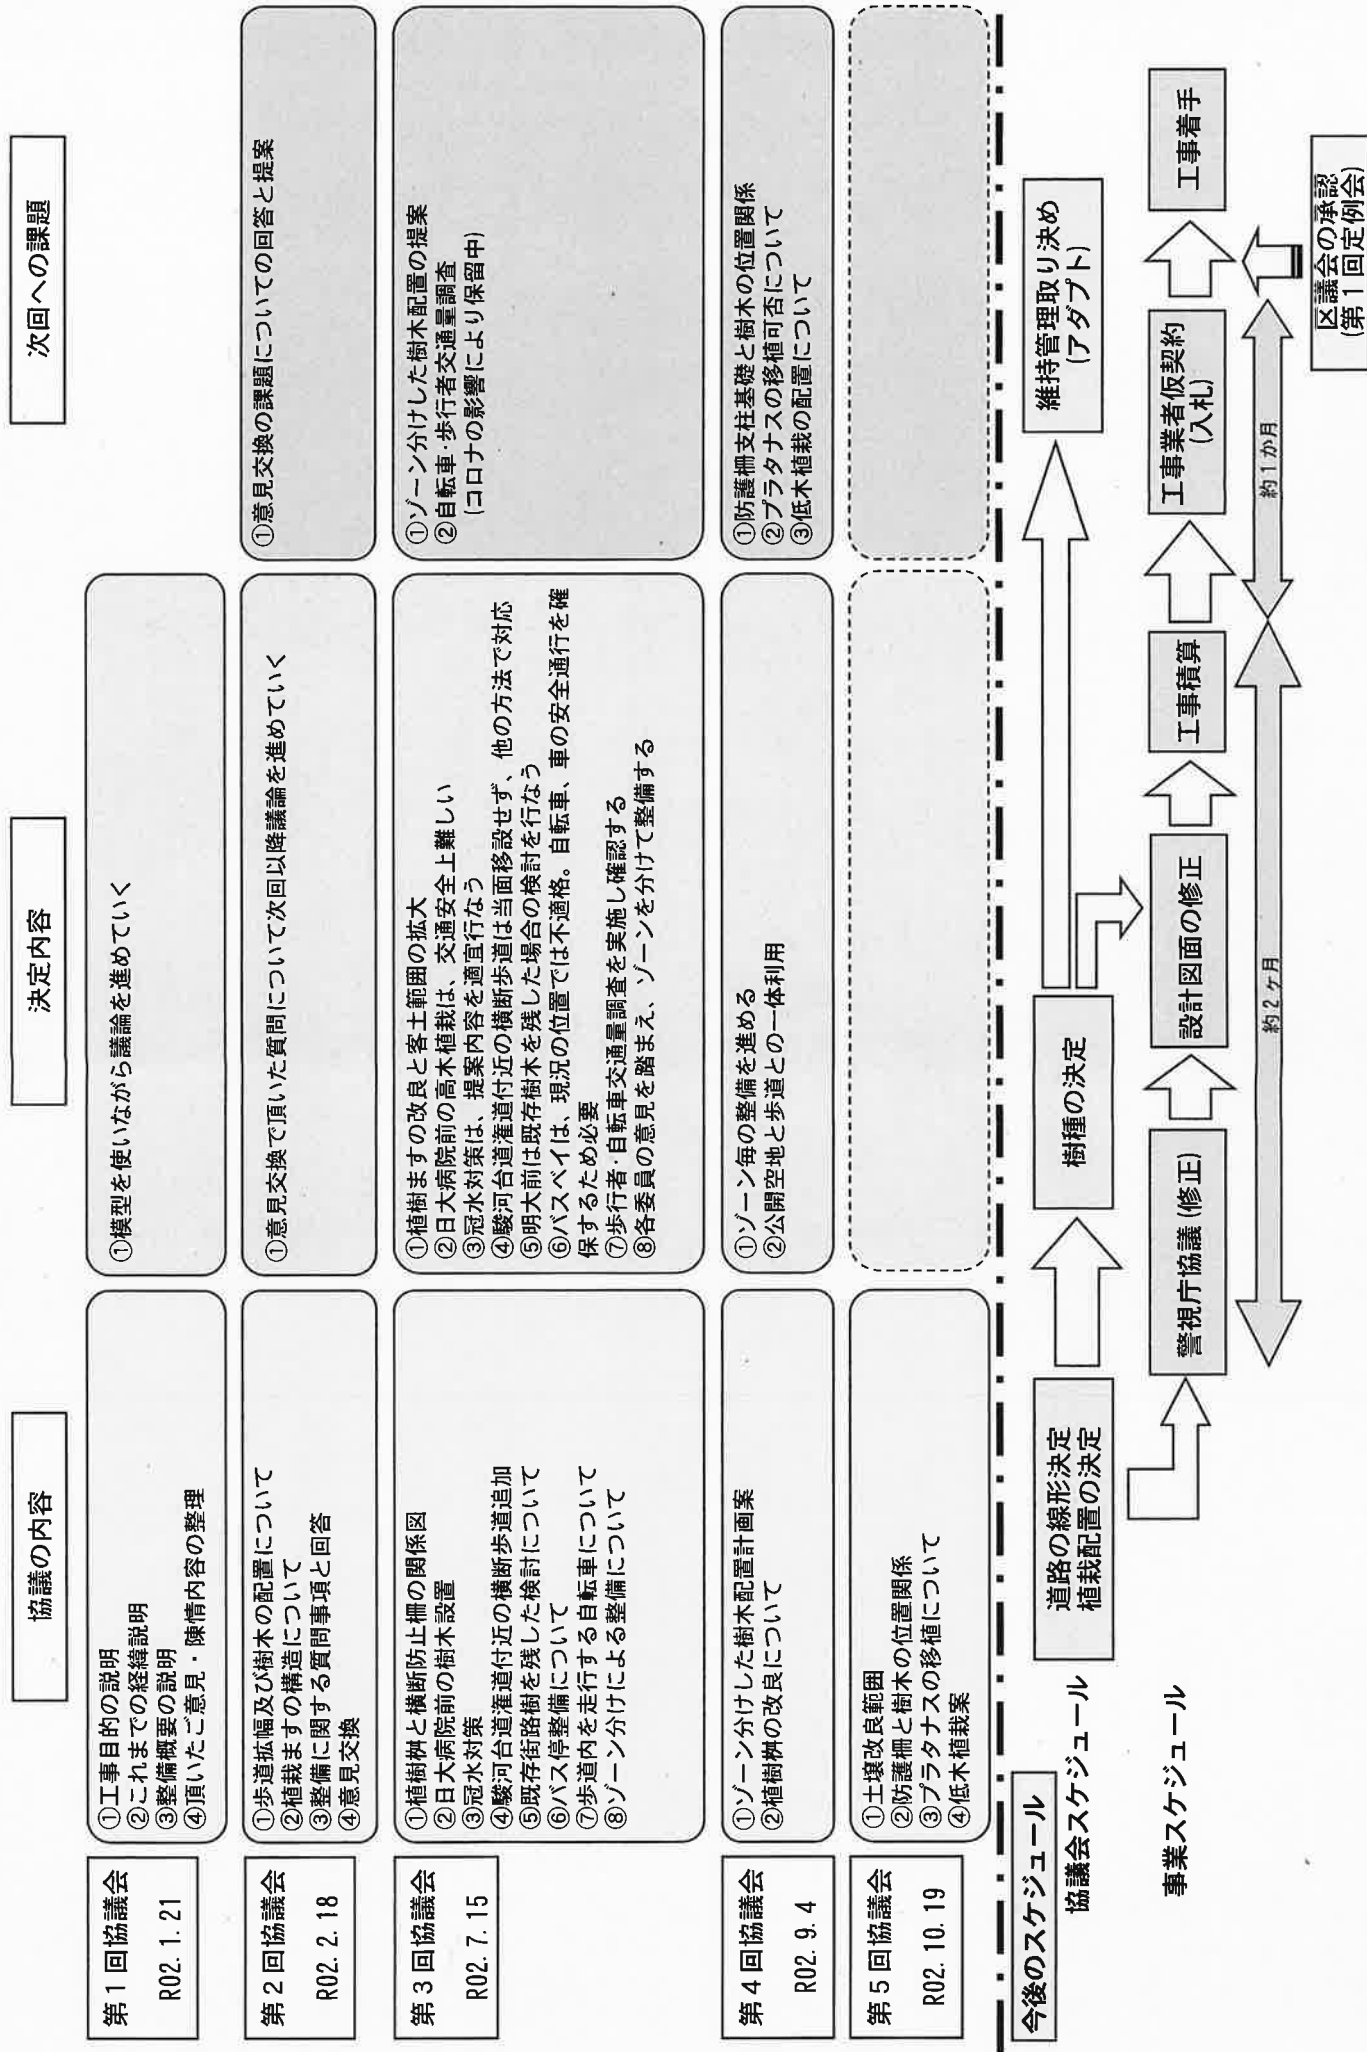 協議の内容
決定内容
次回への課題
第1回協議会
R02. 1. 21
①工事目的の説明
②これまでの経緯説明
③整備概要の説明
④頂いたご意見・陳情内容の整理
①模型を使いながら議論を進めていく
第2回協議会
R02. 2. 18
①歩道拡幅及び樹木の配置について
②植栽ますの構造について
③整備に関する質問事項と回答
④意見交換
①意見交換で頂いた質問について次回以降議論を進めていく
①意見交換の課題についての回答と提案
第3回協議会
R02. 7. 15
①植樹桝と横断防止柵の関係図
②日大病院前の樹木設置
③冠水対策
④駿河台道灌道付近の横断歩道追加
⑤既存街路樹を残した検討について
⑥バス停整備について
⑦歩道内を走行する自転車について
⑧ゾーン分けによる整備について
①植樹ますの改良と客土範囲の拡大
②日大病院前の高木植栽は、交通安全上難しい
③冠水対策は、提案内容を適宜行なう
④駿河台道灌道付近の横断歩道は当面移設せず、他の方法で対応
⑤明大前は既存樹木を残した場合の検討を行なう
⑥バスベイは、現況の位置では不適格。自転車、車の安全通行を確
保するため必要
⑦歩行者・自転車交通量調査を実施し確認する
⑧各委員の意見を踏まえ、ゾーンを分けて整備する
①ゾーン分けした樹木配置の提案
②自転車・歩行者交通量調査
(コロナの影響により保留中)
第4回協議会
R02. 9. 4
①ゾーン分けした樹木配置計画案
②植樹桝の改良について
①ゾーン毎の整備を進める
②公開空地と歩道との一体利用
①防護柵支柱基礎と樹木の位置関係
②プラタナスの移植可否について
③低木植栽の配置について
第5回協議会
R02. 10. 19
①土壌改良範囲
②防護柵と樹木の位置関係
③プラタナスの移植について
④低木植栽案
今後のスケジュール
協議会スケジュール
道路の線形決定
植栽配置の決定
樹種の決定
維持管理取り決め
(アダプト)
事業スケジュール
警視庁協議(修正)
設計図面の修正
工事積算
工事業者仮契約
(入札)
工事着手
約2ケ月
約1か月
区議会の承認
(第1回定例会)